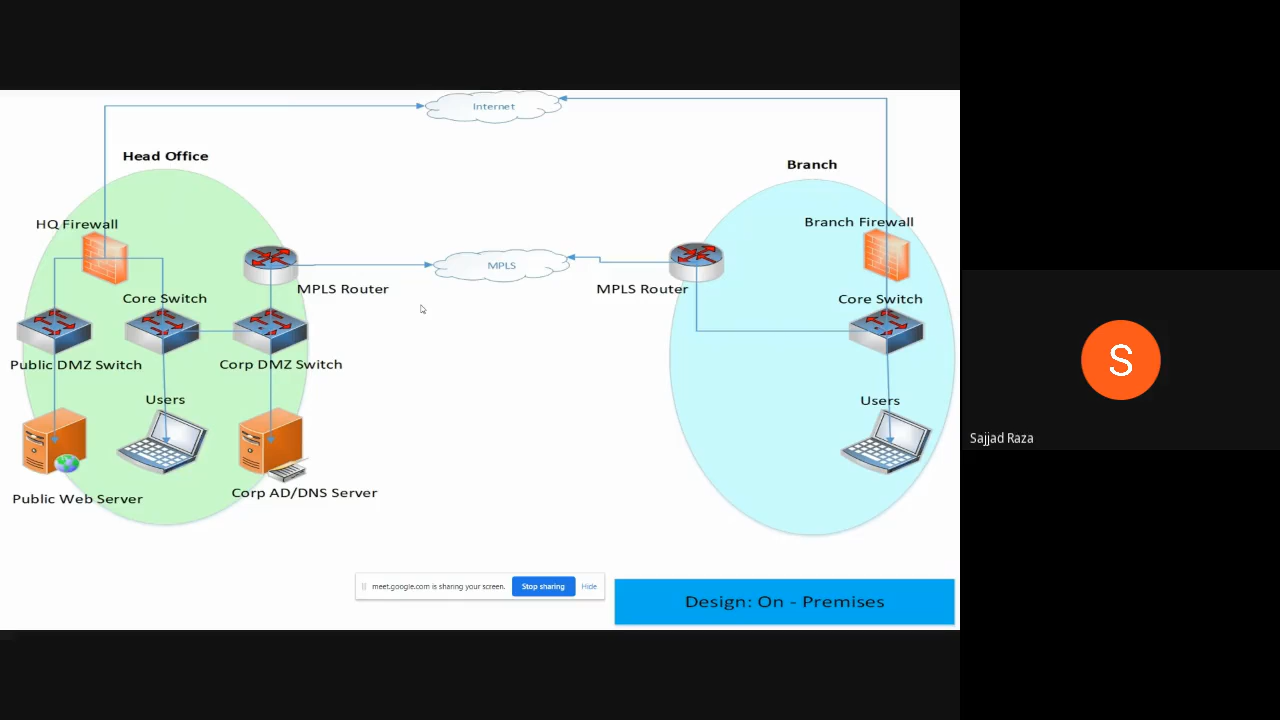 Internet
Head Office
Branch
HQ Firewall
Branch Firewall
MPLS
Core Switch
MPLS Router
MPLS Router
Core Switch
Public DMZ Switch
Corp DMZ Switch
Users
Users
Public Web Server
Corp AD/DNS Server
meet.google.com is sharing your screen. Stop sharing Hide
Design: On - Premises
S
Sajjad Raza